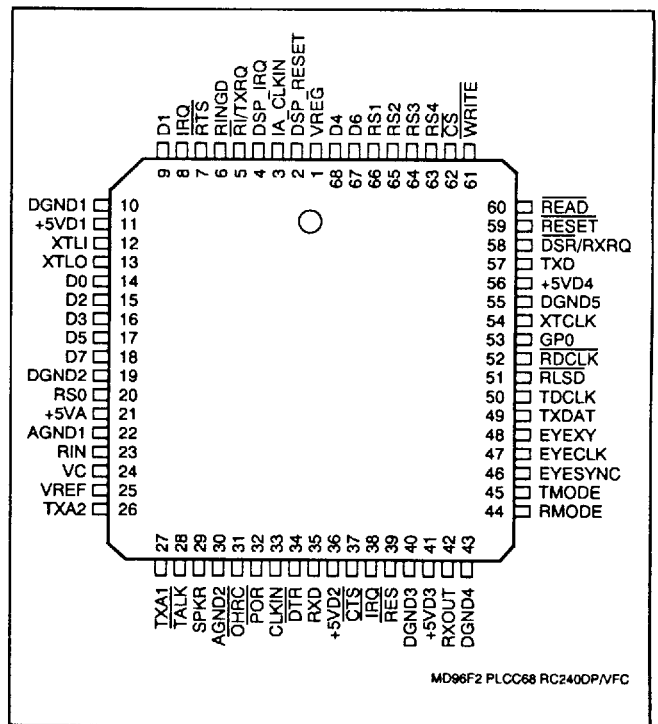 D1
IRQ
RTS
RINGD
RI/TXRQ
DSP_IRQ
IA_CLKIN
DSP_RESET
VREG
D4
D6
RS1
RS2
RS3
RS4
CS
WRITE
9 8 7 6 5 4 3 2 1 68 67 66 65 64 63 62 61
DGND1 10
+5VD1 11
XTLI 12
XTLO 13
D0 14
D2 15
D3 16
D5 17
D7 18
DGND2 19
RS0 20
+5VA 21
AGND1 22
RIN 23
VC 24
VREF 25
TXA2 26
60 READ
59 RESET
58 DSR/RXRQ
57 TXD
56 +5VD4
55 DGND5
54 XTCLK
53 GP0
52 RDCLK
51 RLSD
50 TDCLK
49 TXDAT
48 EYEXY
47 EYECLK
46 EYESYNC
45 TMODE
44 RMODE
27 28 29 30 31 32 33 34 35 36 37 38 39 40 41 42 43
TXA1
TALK
SPKR
AGND2
OHRC
POR
CLKIN
DTR
RXD
+5VD2
CTS
IRQ
RES
DGND3
+5VD3
RXOUT
DGND4
MD96F2 PLCC68 RC240DP/VFC